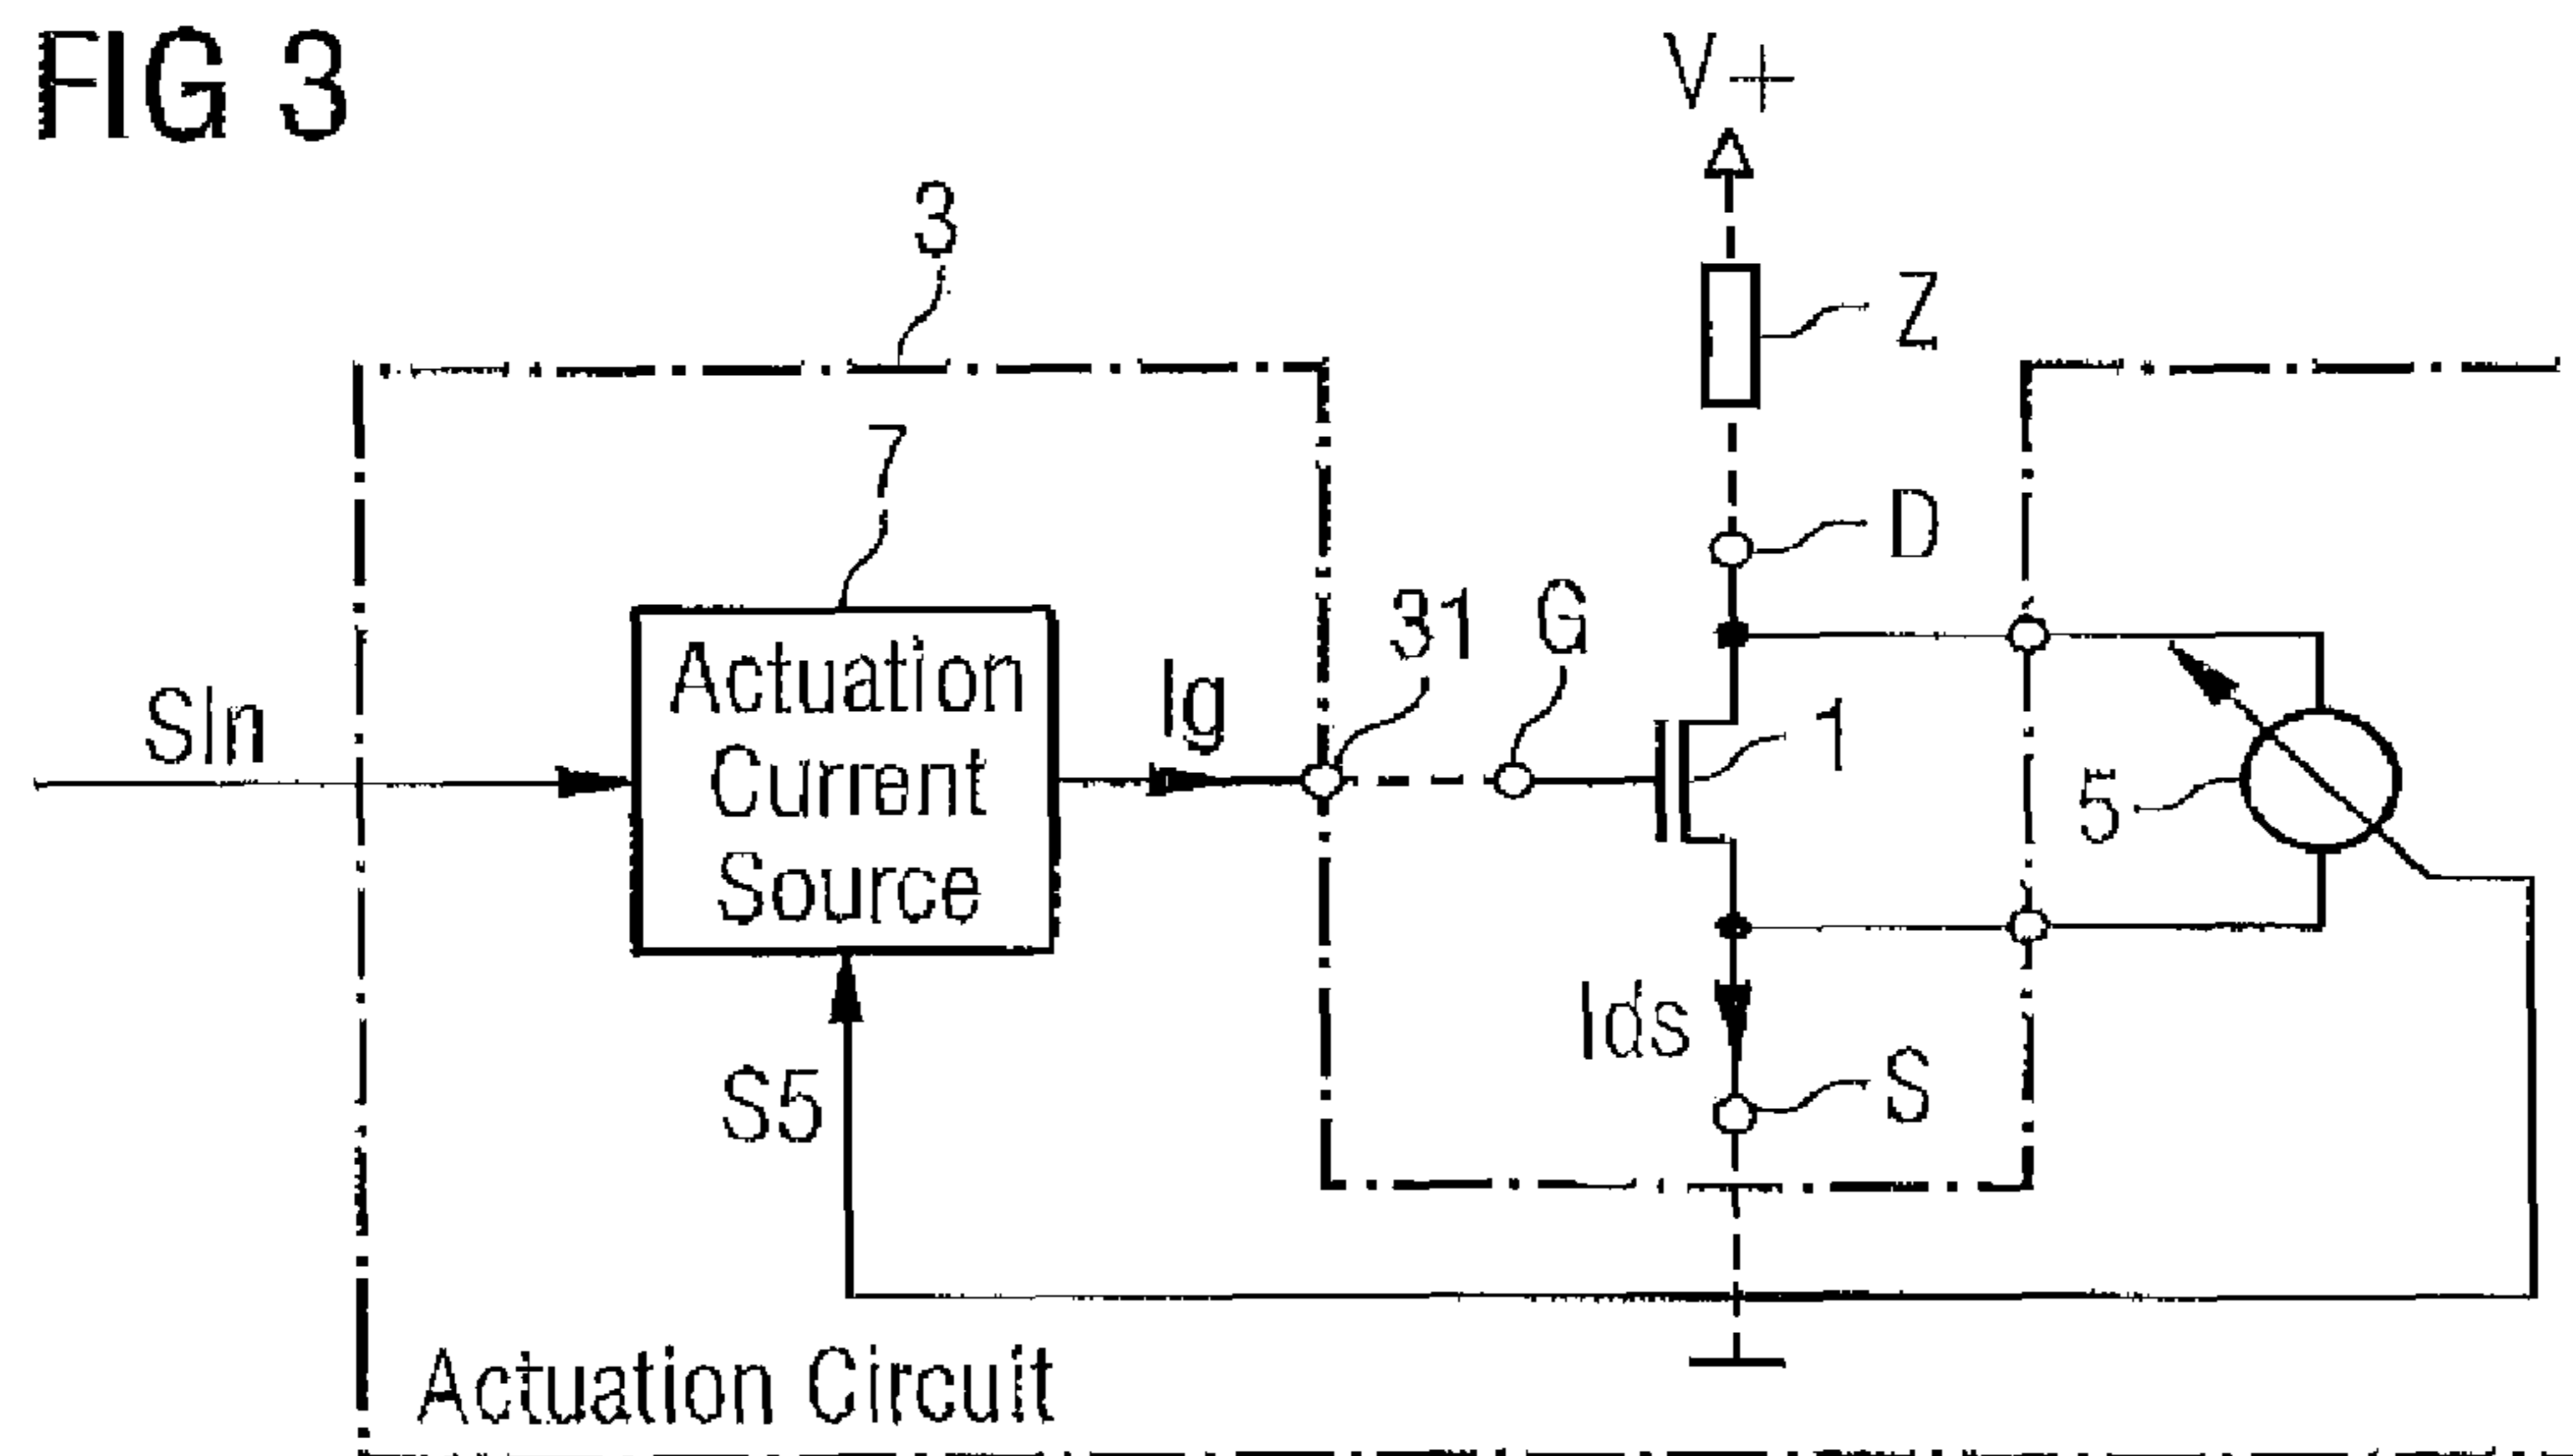 FIG 3
V+
3
Z
7
D
31
G
SIn
Actuation
Current
Source
Ig
1
5
Ids
S5
S
Actuation Circuit